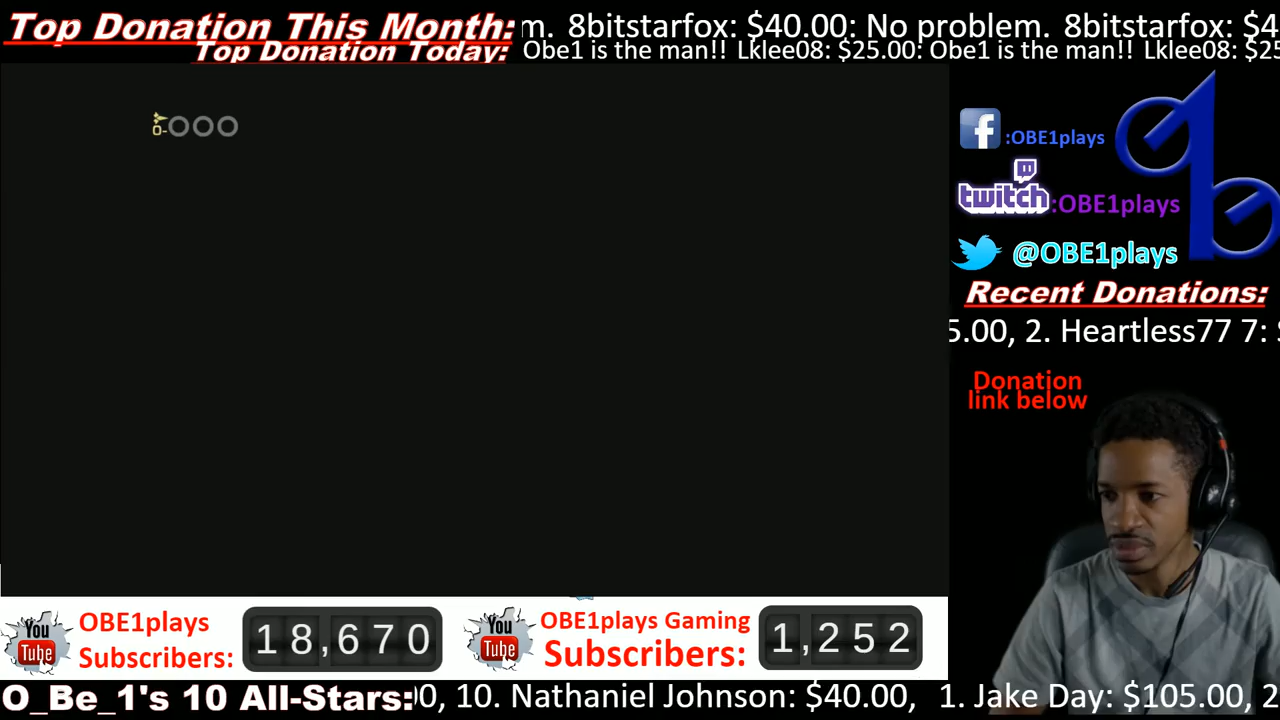 Top Donation This Month: m. 8bitstarfox: $40.00: No problem. 8bitstarfox: $4
Top Donation Today: Obe1 is the man!! Lklee08: $25.00: Obe1 is the man!! Lklee08: $25
:OBE1plays
twitch :OBE1plays
@OBE1plays
Recent Donations:
5.00, 2. Heartless77 7: $
Donation
link below
You Tube
OBE1plays
Subscribers: 18,670
You Tube
OBE1plays Gaming
Subscribers: 1,252
O_Be_1's 10 All-Stars: 00, 10. Nathaniel Johnson: $40.00, 1. Jake Day: $105.00, 2